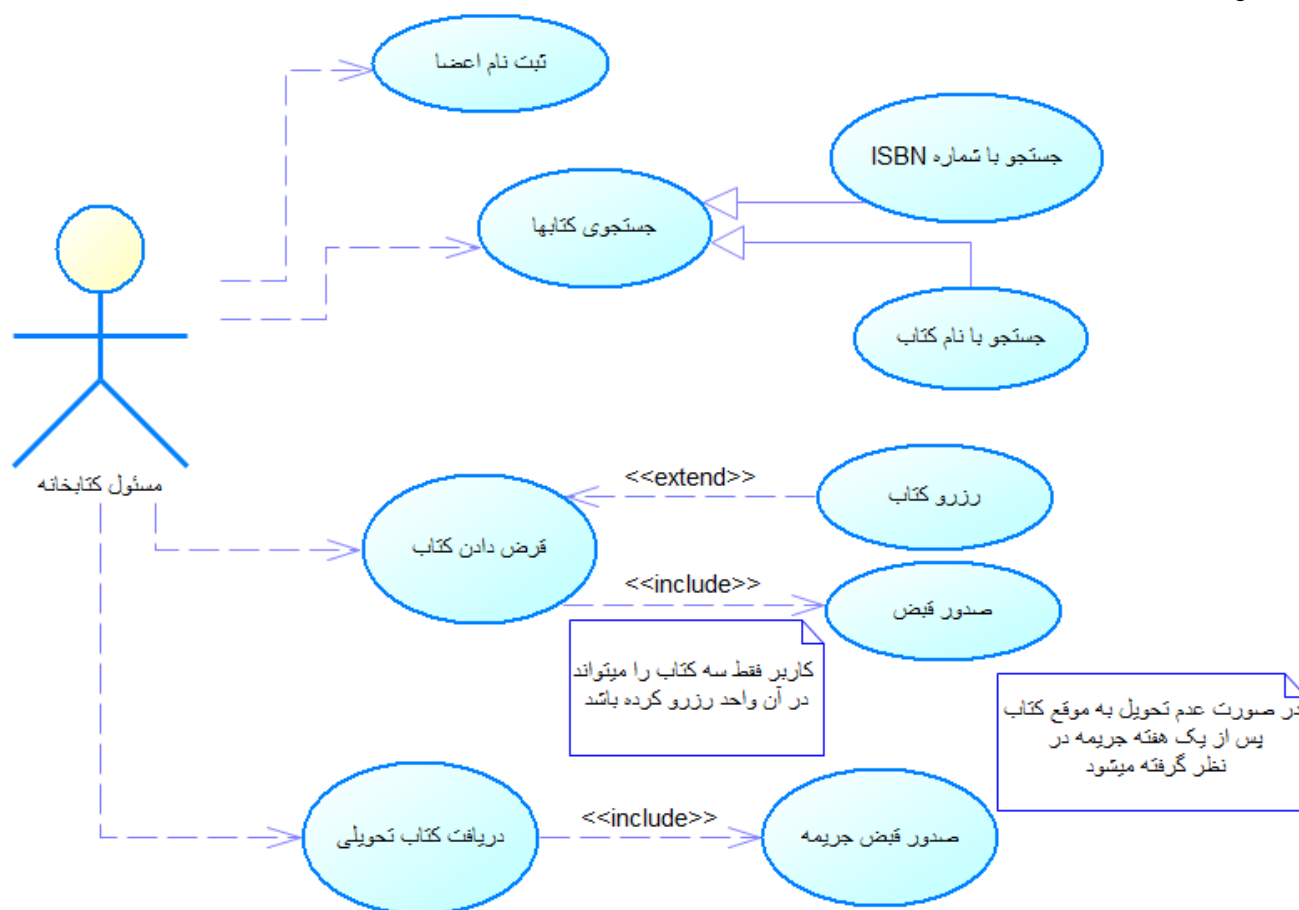 ثبت نام اعضا
جستجو با شماره ISBN
جستجوی کتابها
جستجو با نام کتاب
مسئول کتابخانه
<<extend>>
رزرو کتاب
قرض دادن کتاب
<<include>>
صدور قبض
کاربر فقط سه کتاب را میتواند
در آن واحد رزرو کرده باشد
در صورت عدم تحویل به موقع کتاب
پس از یک هفته جریمه در
نظر گرفته میشود
دریافت کتاب تحویلی
<<include>>
صدور قبض جریمه